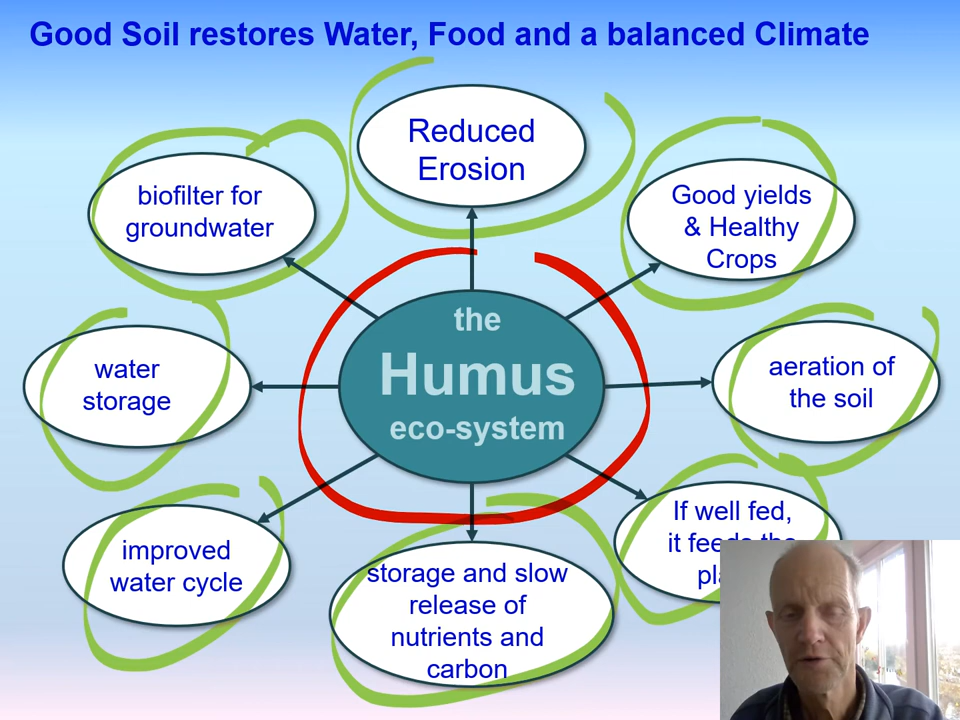 Good Soil restores Water, Food and a balanced Climate
Reduced
Erosion
biofilter for
groundwater
Good yields
& Healthy
Crops
the
Humus
eco-system
water
storage
aeration of
the soil
improved
water cycle
storage and slow
release of
nutrients and
carbon
If well fed,
it feeds the